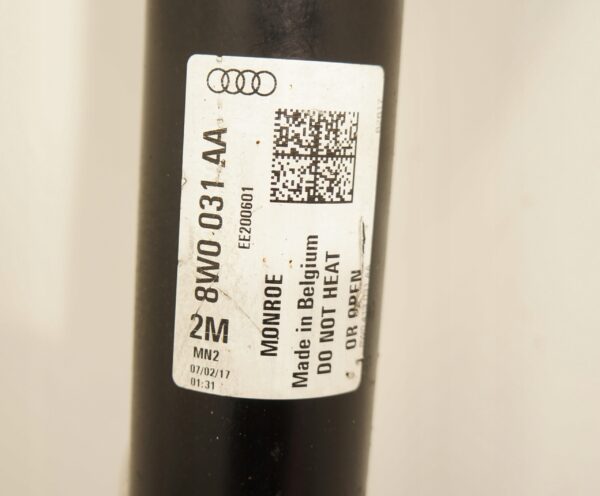 8W0 031 AA
EE200601
MONROE
Made in Belgium
DO NOT HEAT
OR OPEN
2M
MN2
07/02/17
01:31